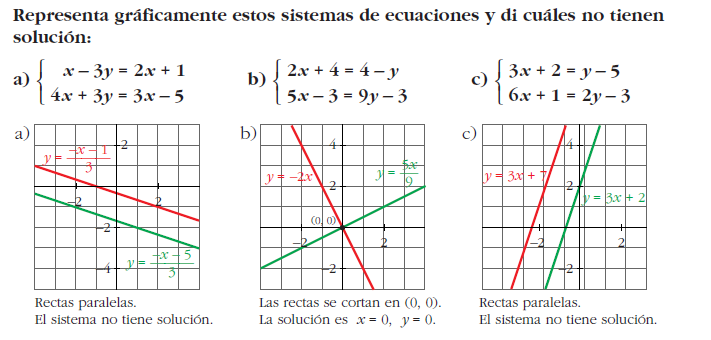 Representa gráficamente estos sistemas de ecuaciones y di cuáles no tienen
solución:
a) { x – 3y = 2x + 1
4x + 3y = 3x – 5
b) { 2x + 4 = 4 – y
5x – 3 = 9y – 3
c) { 3x + 2 = y – 5
6x + 1 = 2y – 3
a)
y = (–x – 1)/3
2
–2
2
–2
–4
y = (–x – 5)/3
b)
4
y = –2x
y = 5x/9
2
(0, 0)
–2
2
–2
c)
4
y = 3x + 7
2
y = 3x + 2
–2
2
–2
Rectas paralelas.
El sistema no tiene solución.
Las rectas se cortan en (0, 0).
La solución es x = 0, y = 0.
Rectas paralelas.
El sistema no tiene solución.